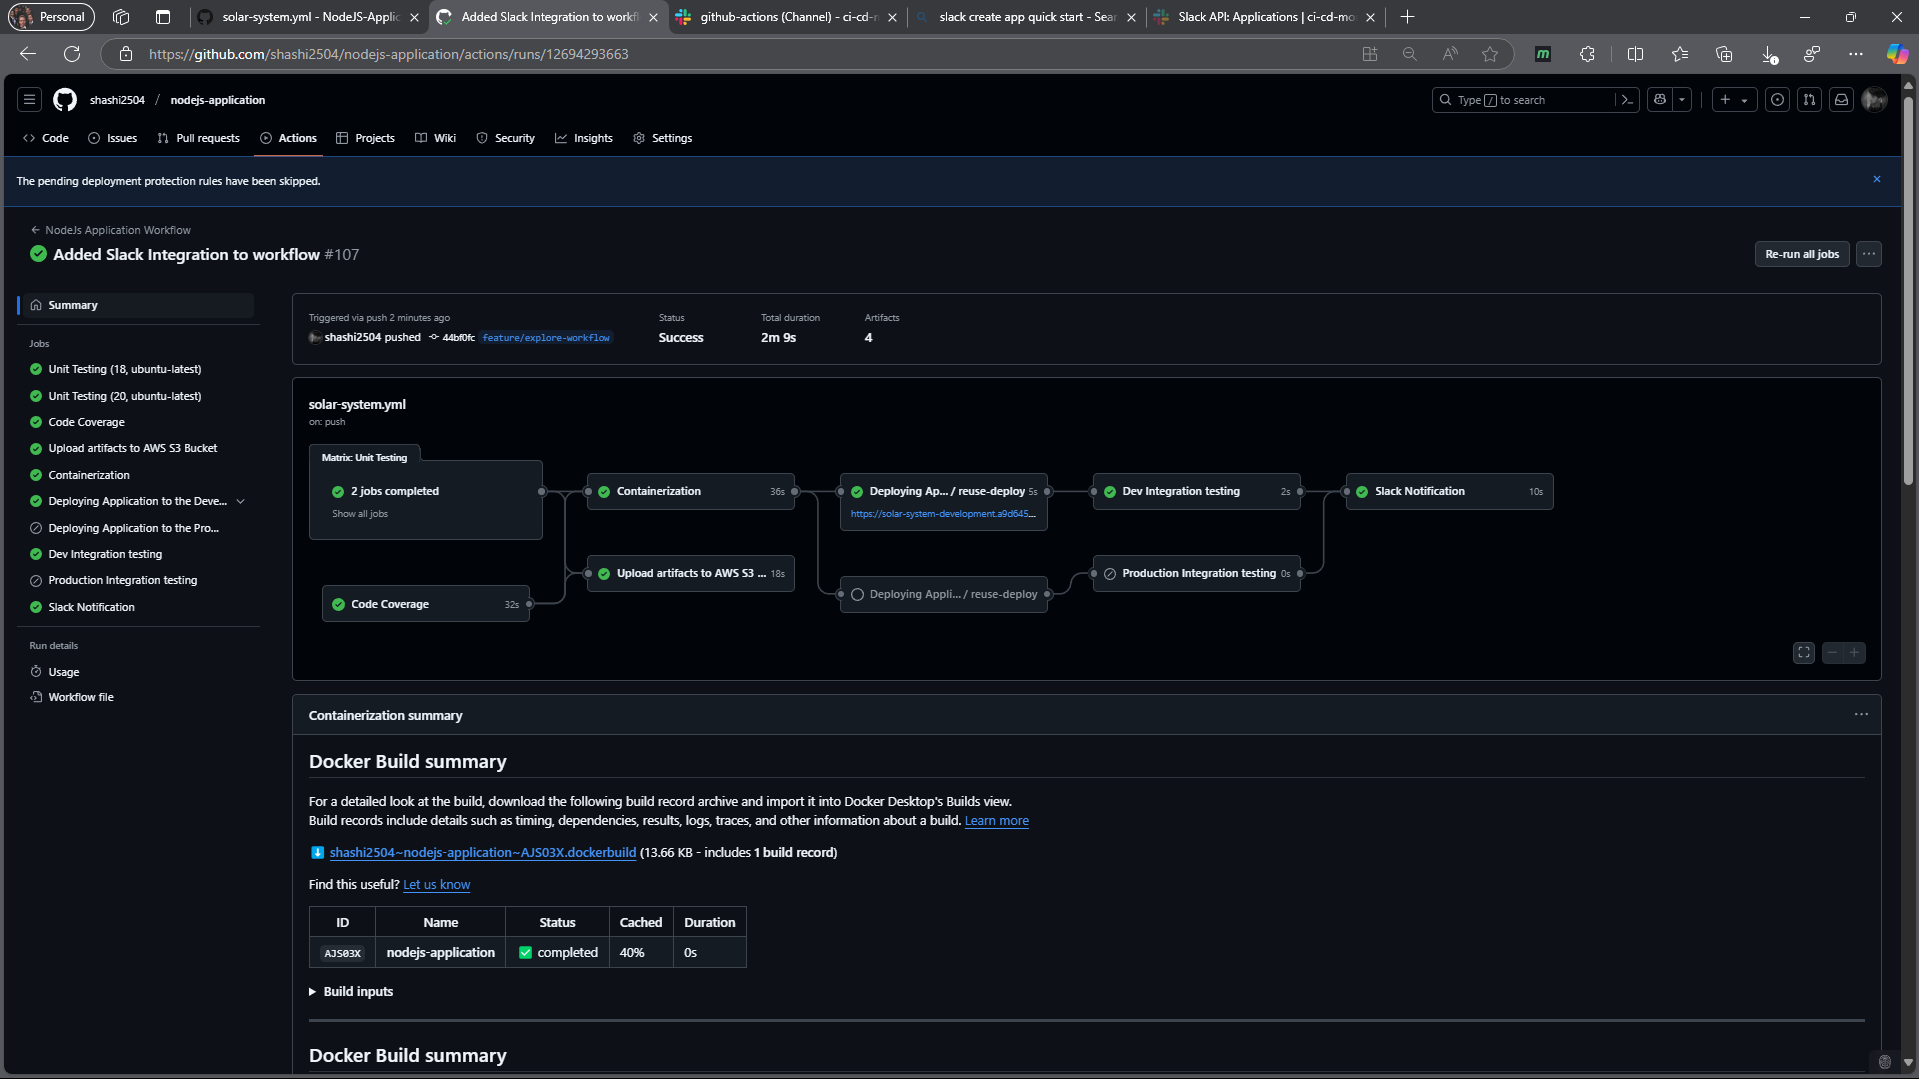 Personal
solar-system.yml - NodeJS-Applic
Added Slack Integration to workfl
github-actions (Channel) - ci-cd-n
slack create app quick start - Sear
Slack API: Applications | ci-cd-mo
https://github.com/shashi2504/nodejs-application/actions/runs/12694293663
shashi2504 / nodejs-application
Type / to search
Code
Issues
Pull requests
Actions
Projects
Wiki
Security
Insights
Settings
The pending deployment protection rules have been skipped.
← NodeJs Application Workflow
Added Slack Integration to workflow #107
Re-run all jobs
Summary
Jobs
Unit Testing (18, ubuntu-latest)
Unit Testing (20, ubuntu-latest)
Code Coverage
Upload artifacts to AWS S3 Bucket
Containerization
Deploying Application to the Deve...
Deploying Application to the Pro...
Dev Integration testing
Production Integration testing
Slack Notification
Run details
Usage
Workflow file
Triggered via push 2 minutes ago
shashi2504 pushed 44bf0fc feature/explore-workflow
Status
Success
Total duration
2m 9s
Artifacts
4
solar-system.yml
on: push
Matrix: Unit Testing
2 jobs completed
Show all jobs
Code Coverage 32s
Containerization 36s
Upload artifacts to AWS S3 ... 18s
Deploying Ap... / reuse-deploy 5s
https://solar-system-development.a9d645...
Deploying Appli... / reuse-deploy
Dev Integration testing 2s
Production Integration testing 0s
Slack Notification 10s
Containerization summary
Docker Build summary
For a detailed look at the build, download the following build record archive and import it into Docker Desktop's Builds view.
Build records include details such as timing, dependencies, results, logs, traces, and other information about a build. Learn more
shashi2504~nodejs-application~AJS03X.dockerbuild (13.66 KB - includes 1 build record)
Find this useful? Let us know
ID Name Status Cached Duration
AJS03X nodejs-application completed 40% 0s
Build inputs
Docker Build summary